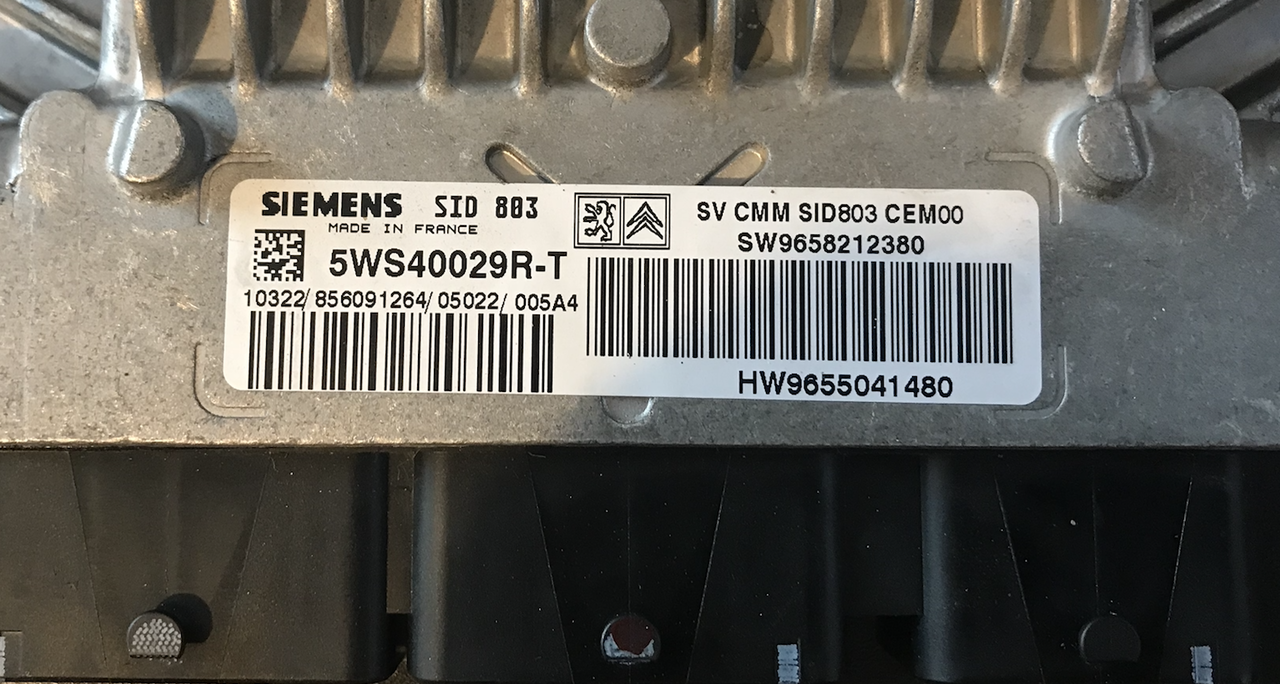 SIEMENS SID 803
MADE IN FRANCE
5WS40029R-T
10322/856091264/05022/005A4
SV CMM SID803 CEM00
SW9658212380
HW9655041480